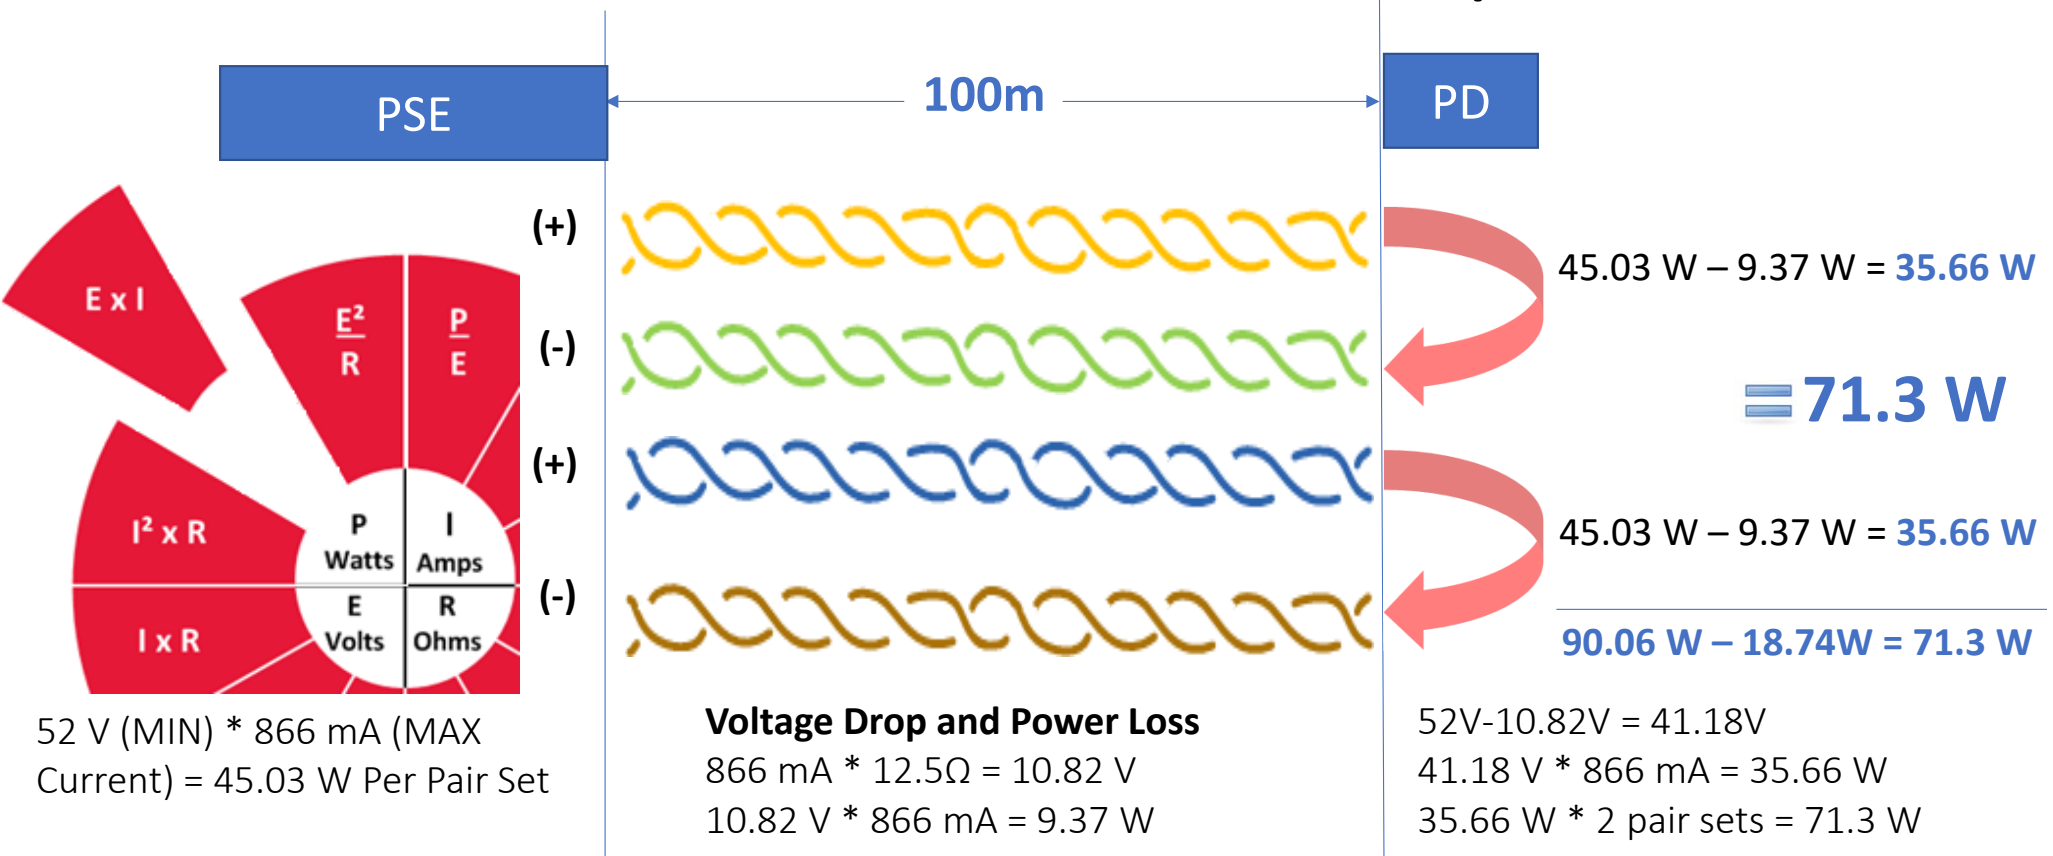 PSE
100m
PD
E x I
E²
R
P
E
I² x R
I x R
P
Watts
I
Amps
E
Volts
R
Ohms
(+)
(-)
(+)
(-)
45.03 W – 9.37 W = 35.66 W
= 71.3 W
45.03 W – 9.37 W = 35.66 W
90.06 W – 18.74W = 71.3 W
52 V (MIN) * 866 mA (MAX
Current) = 45.03 W Per Pair Set
Voltage Drop and Power Loss
866 mA * 12.5Ω = 10.82 V
10.82 V * 866 mA = 9.37 W
52V-10.82V = 41.18V
41.18 V * 866 mA = 35.66 W
35.66 W * 2 pair sets = 71.3 W